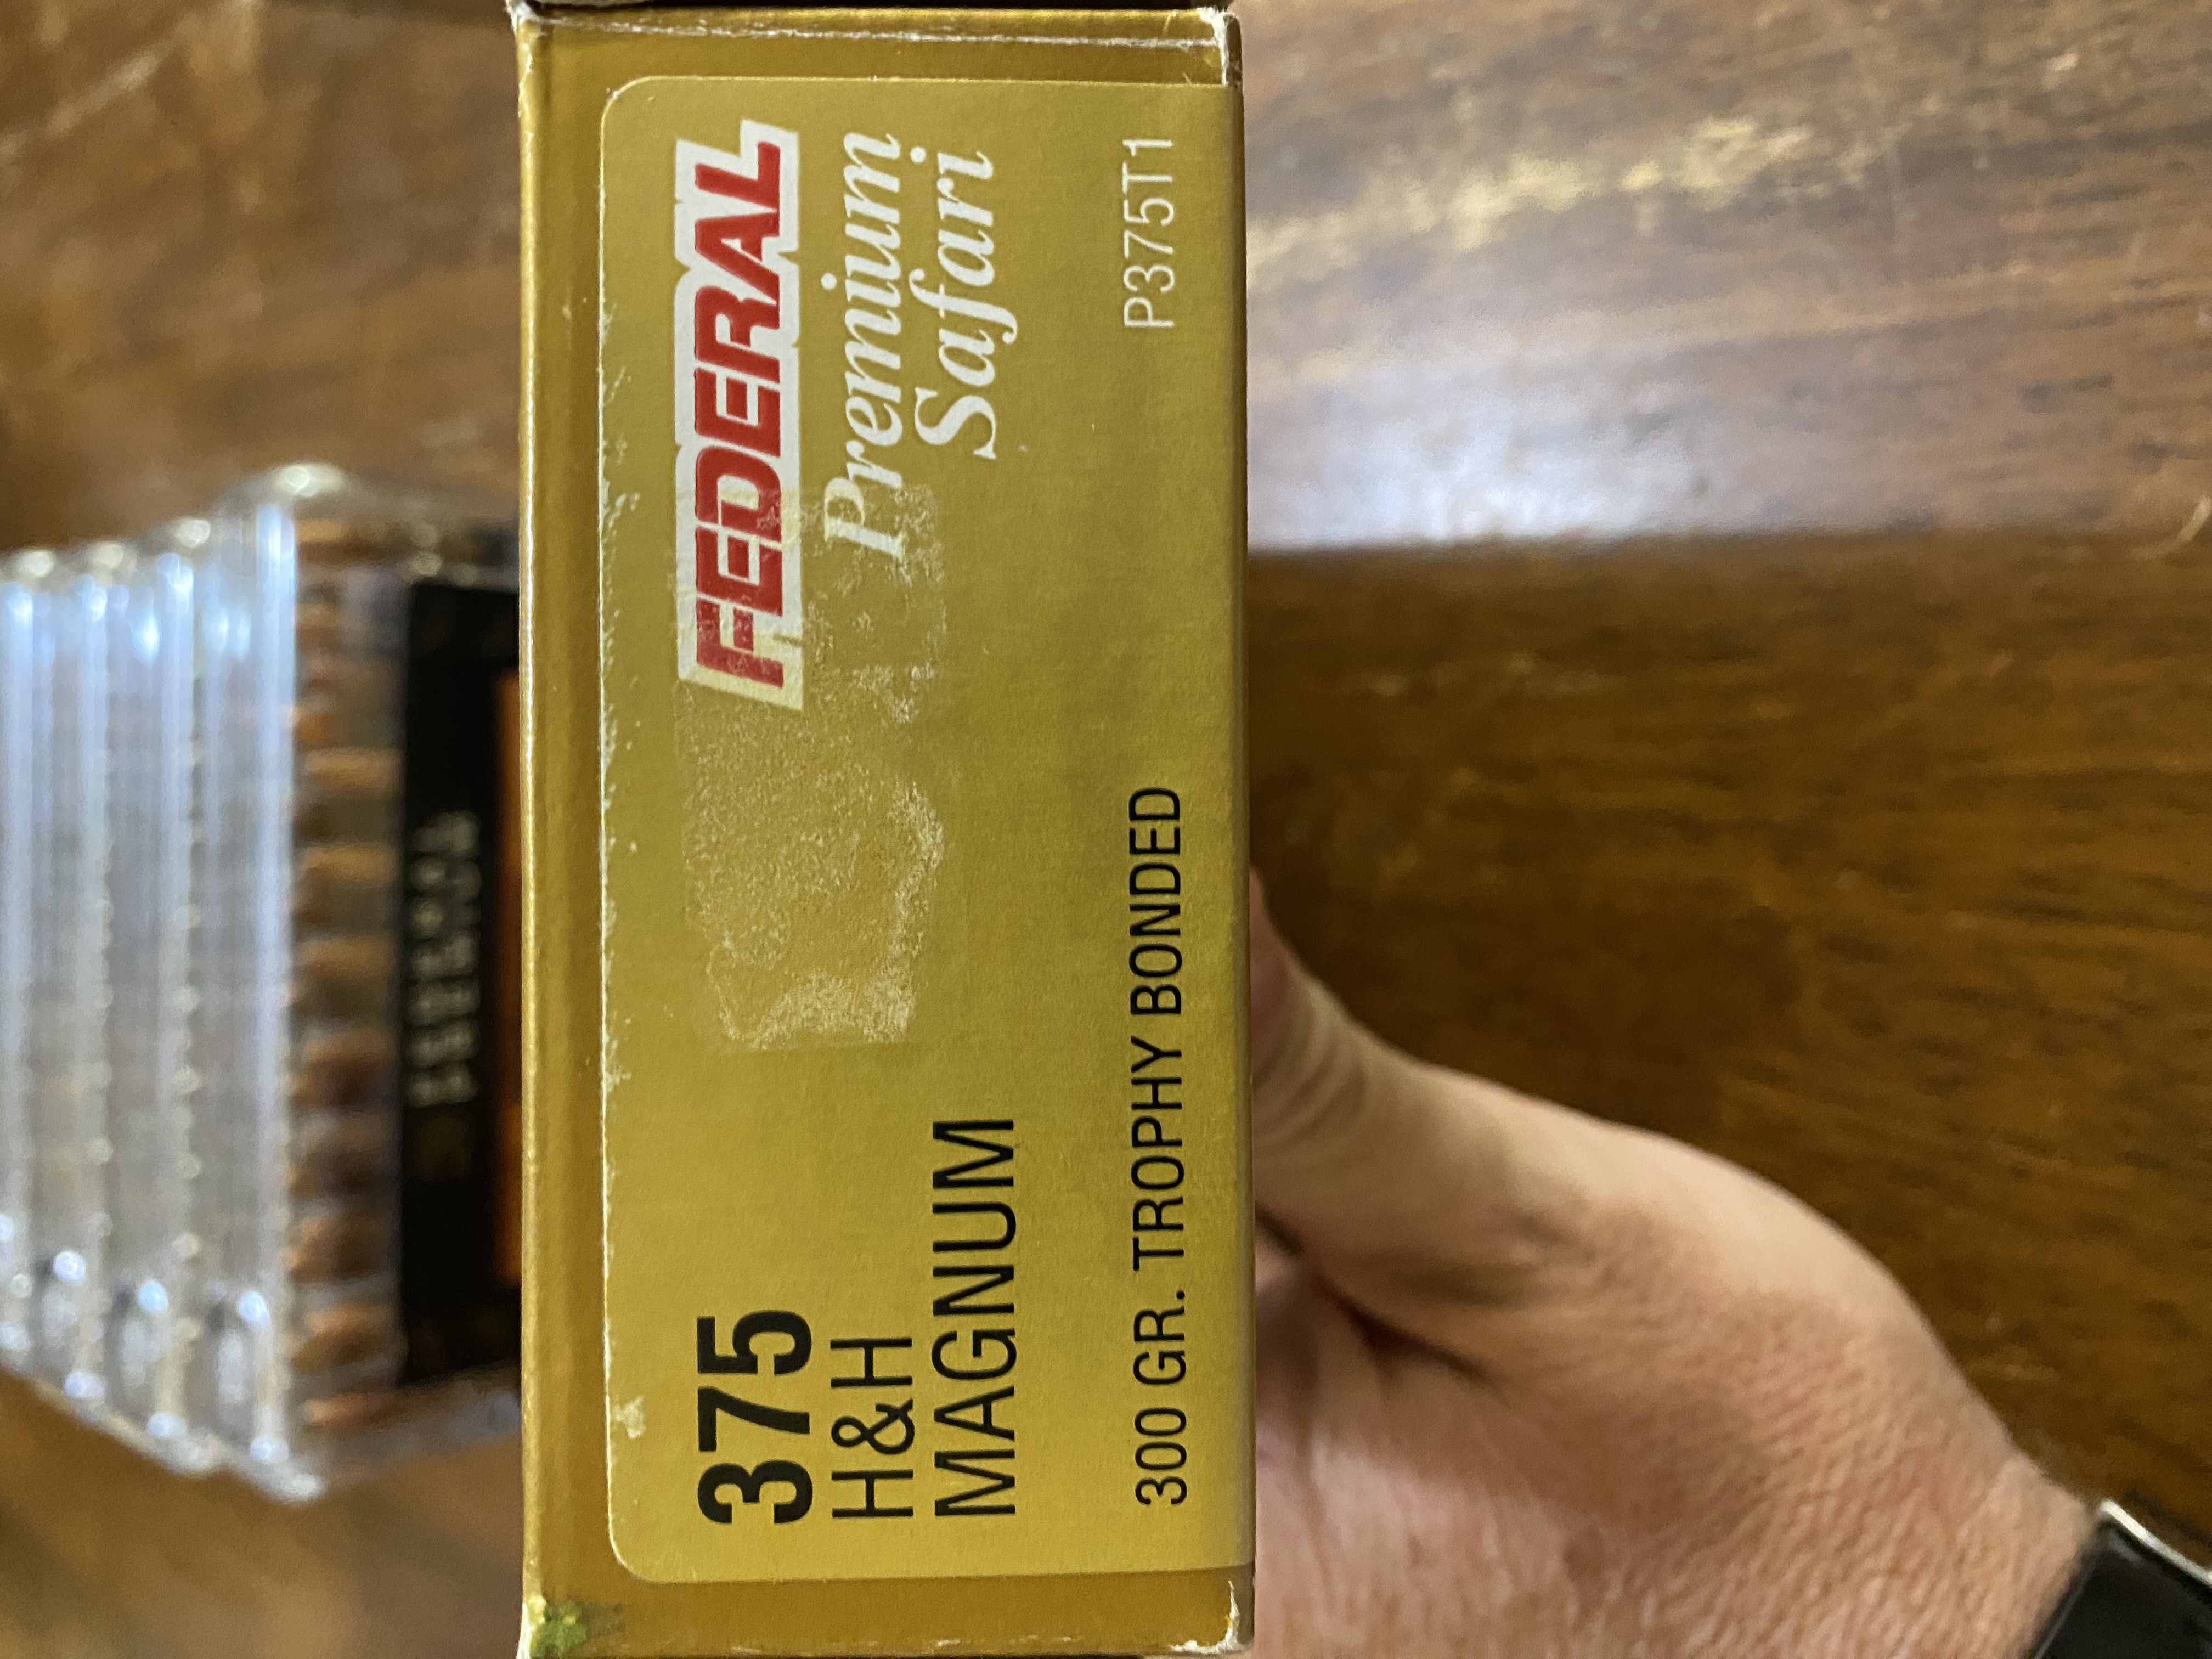 FEDERAL
Premium
Safari
375
H&H
MAGNUM
300 GR. TROPHY BONDED
P375T1